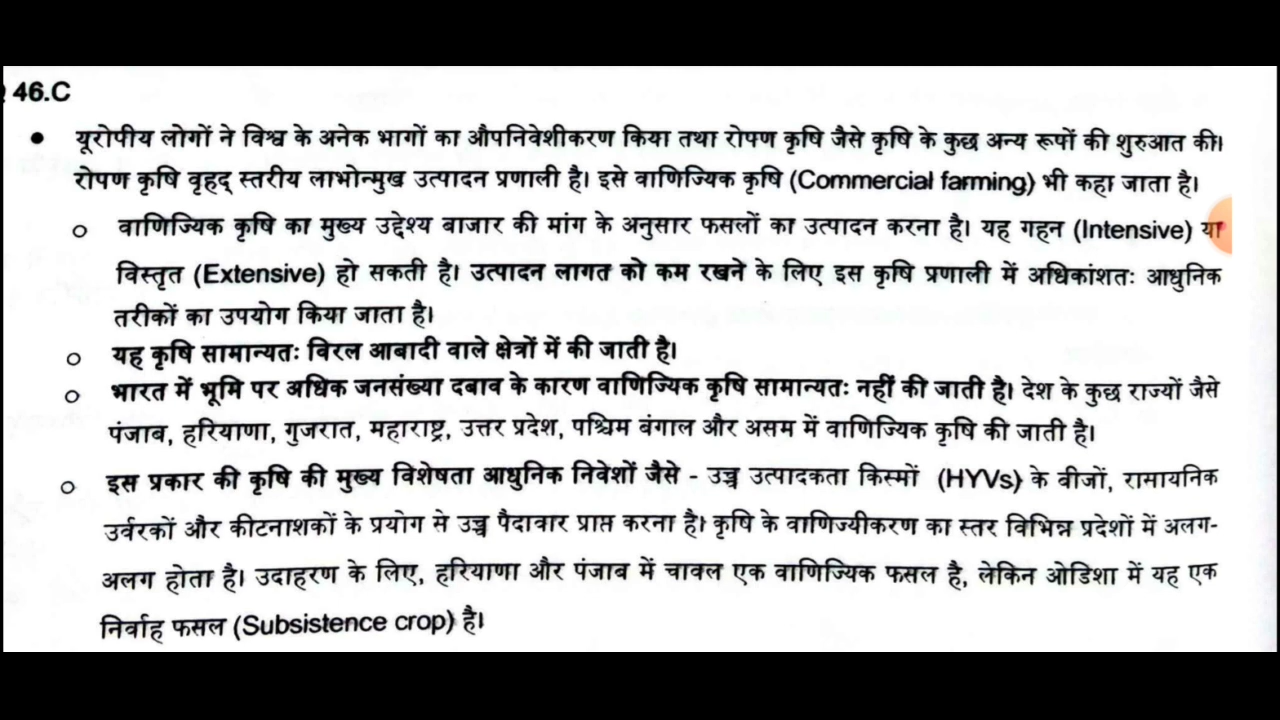 46.C
• यूरोपीय लोगों ने विश्व के अनेक भागों का औपनिवेशीकरण किया तथा रोपण कृषि जैसे कृषि के कुछ अन्य रूपों की शुरुआत की।
रोपण कृषि वृहद् स्तरीय लाभोन्मुख उत्पादन प्रणाली है। इसे वाणिज्यिक कृषि (Commercial farming) भी कहा जाता है।
o वाणिज्यिक कृषि का मुख्य उद्देश्य बाजार की मांग के अनुसार फसलों का उत्पादन करना है। यह गहन (Intensive) या
विस्तृत (Extensive) हो सकती है। उत्पादन लागत को कम रखने के लिए इस कृषि प्रणाली में अधिकांशतः आधुनिक
तरीकों का उपयोग किया जाता है।
o यह कृषि सामान्यतः विरल आबादी वाले क्षेत्रों में की जाती है।
o भारत में भूमि पर अधिक जनसंख्या दबाव के कारण वाणिज्यिक कृषि सामान्यतः नहीं की जाती है। देश के कुछ राज्यों जैसे
पंजाब, हरियाणा, गुजरात, महाराष्ट्र, उत्तर प्रदेश, पश्चिम बंगाल और असम में वाणिज्यिक कृषि की जाती है।
o इस प्रकार की कृषि की मुख्य विशेषता आधुनिक निवेशों जैसे - उच्च उत्पादकता किस्मों (HYVs) के बीजों, रासायनिक
उर्वरकों और कीटनाशकों के प्रयोग से उच्च पैदावार प्राप्त करना है। कृषि के वाणिज्यीकरण का स्तर विभिन्न प्रदेशों में अलग-
अलग होता है। उदाहरण के लिए, हरियाणा और पंजाब में चावल एक वाणिज्यिक फसल है, लेकिन ओडिशा में यह एक
निर्वाह फसल (Subsistence crop) है।